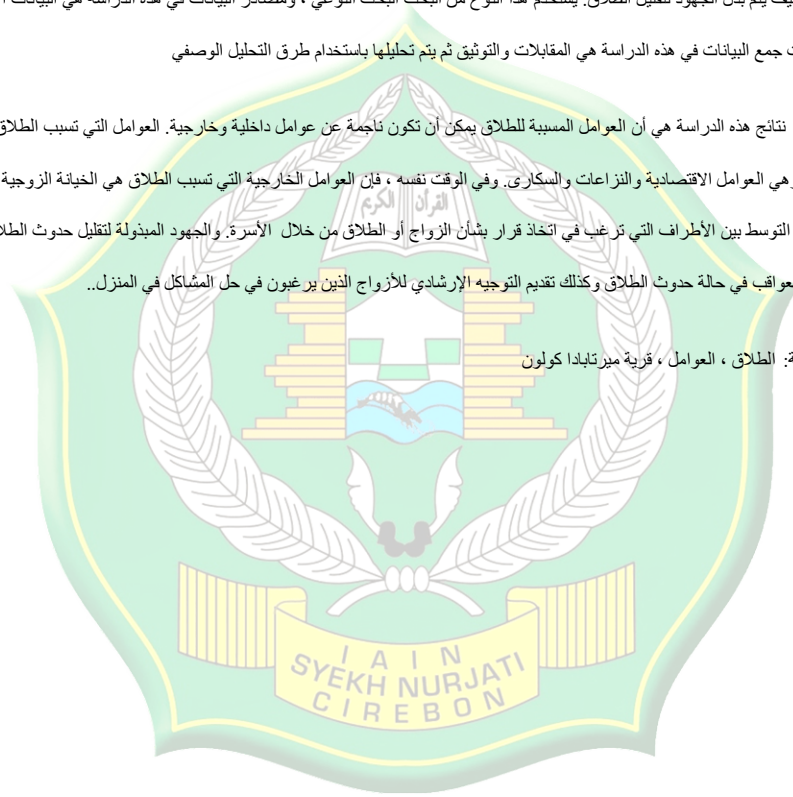 يتم بذل الجهود لتقليل الطلاق. يستخدم هذا النوع من البحث البحث النوعي ، ومصادر البيانات في هذه الدراسة هي البيانات
جمع البيانات في هذه الدراسة هي المقابلات والتوثيق ثم يتم تحليلها باستخدام طرق التحليل الوصفي
نتائج هذه الدراسة هي أن العوامل المسببة للطلاق يمكن أن تكون ناجمة عن عوامل داخلية وخارجية. العوامل التي تسبب الطلاق
وهي العوامل الاقتصادية والنزاعات والسكارى. وفي الوقت نفسه ، فإن العوامل الخارجية التي تسبب الطلاق هي الخيانة الزوجية
القرآن الكريم
التوسط بين الأطراف التي ترغب في اتخاذ قرار بشأن الزواج أو الطلاق من خلال الأسرة. والجهود المبذولة لتقليل حدوث
في حالة حدوث الطلاق وكذلك تقديم التوجيه الإرشادي للأزواج الذين يرغبون في حل المشاكل في المنزل..
: الطلاق ، العوامل ، قرية ميرتابادا كولون
IAIN
SYEKH NURJATI
CIREBON